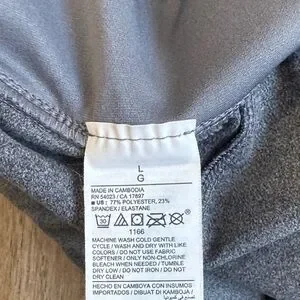 L
G
MADE IN CAMBODIA
RN 54023 / CA 17897
■ US : 77% POLYESTER, 23%
SPANDEX / ELASTANE
30
1166
MACHINE WASH COLD GENTLE
CYCLE / WASH AND DRY WITH LIKE
COLORS / DO NOT USE FABRIC
SOFTENER / ONLY NON-CHLORINE
BLEACH WHEN NEEDED / TUMBLE
DRY LOW / DO NOT IRON / DO NOT
DRY CLEAN
HECHO EN CAMBOYA CON INSUMOS
IMPORTADOS / DIBUAT DI KAMBOJA